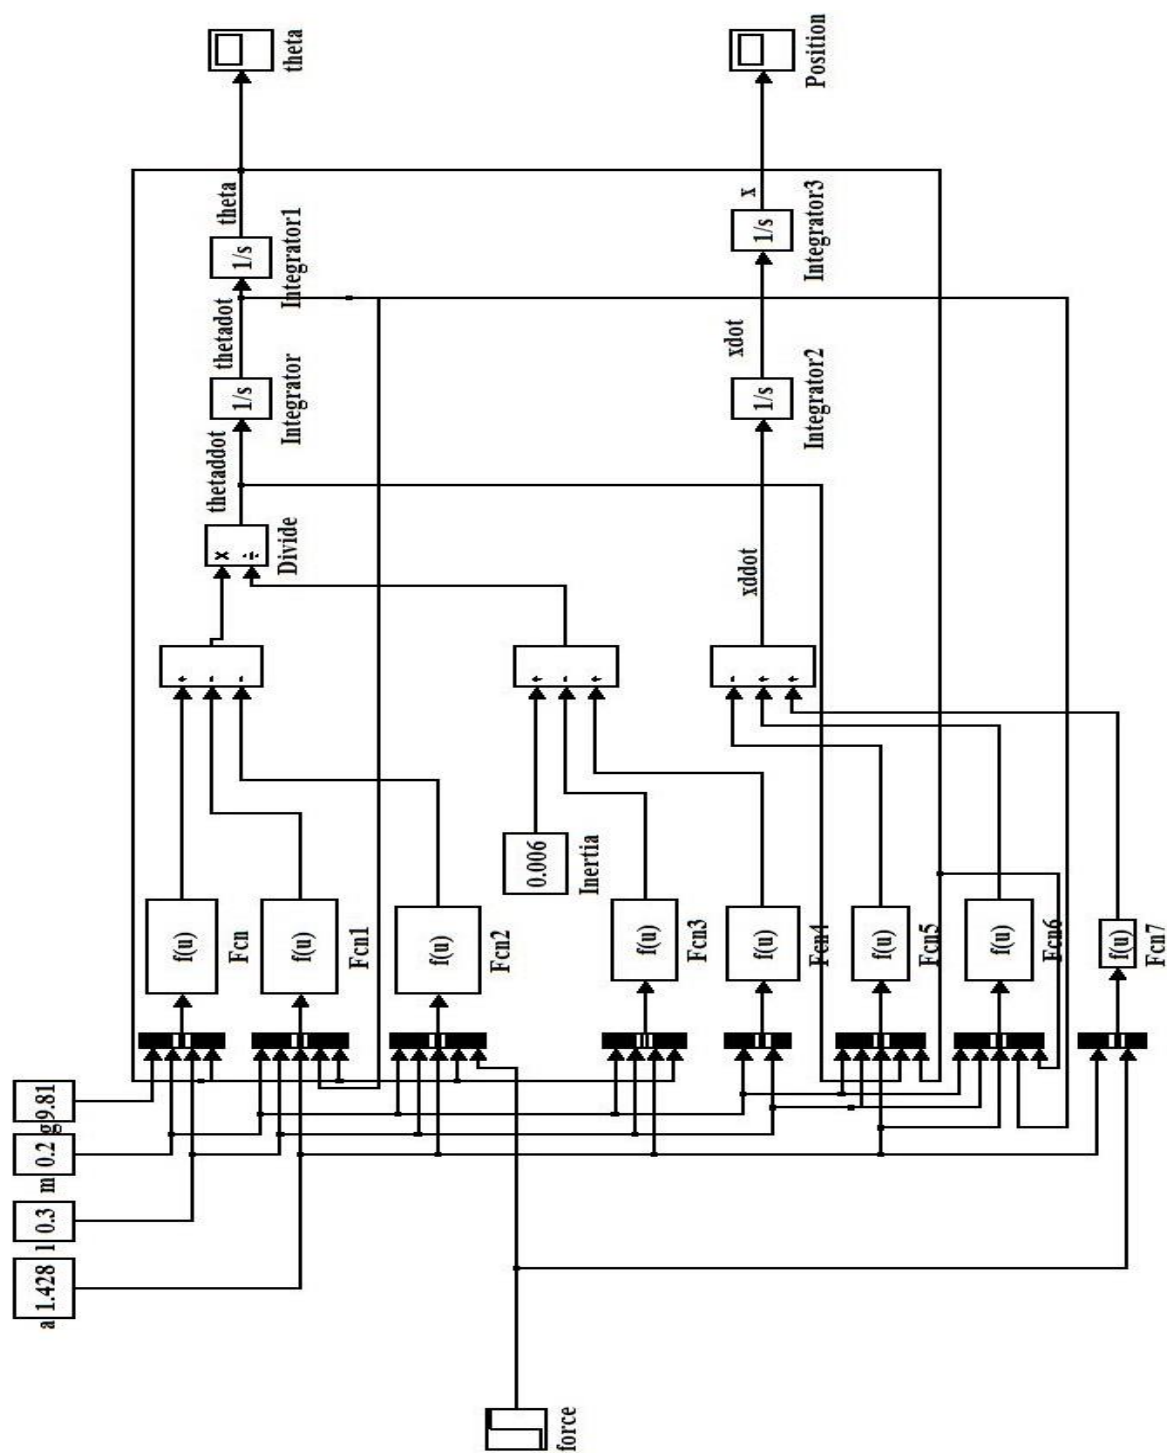 a
1.428
l
0.3
m
0.2
g
9.81
force
f(u)
Fcn
f(u)
Fcn1
f(u)
Fcn2
0.006
Inertia
f(u)
Fcn3
f(u)
Fcn4
f(u)
Fcn5
f(u)
Fcn6
f(u)
Fcn7
+
-
-
+
-
+
-
+
+
×
÷
Divide
thetaddot
1/s
Integrator
thetadot
1/s
Integrator1
theta
theta
xddot
1/s
Integrator2
xdot
1/s
Integrator3
x
Position